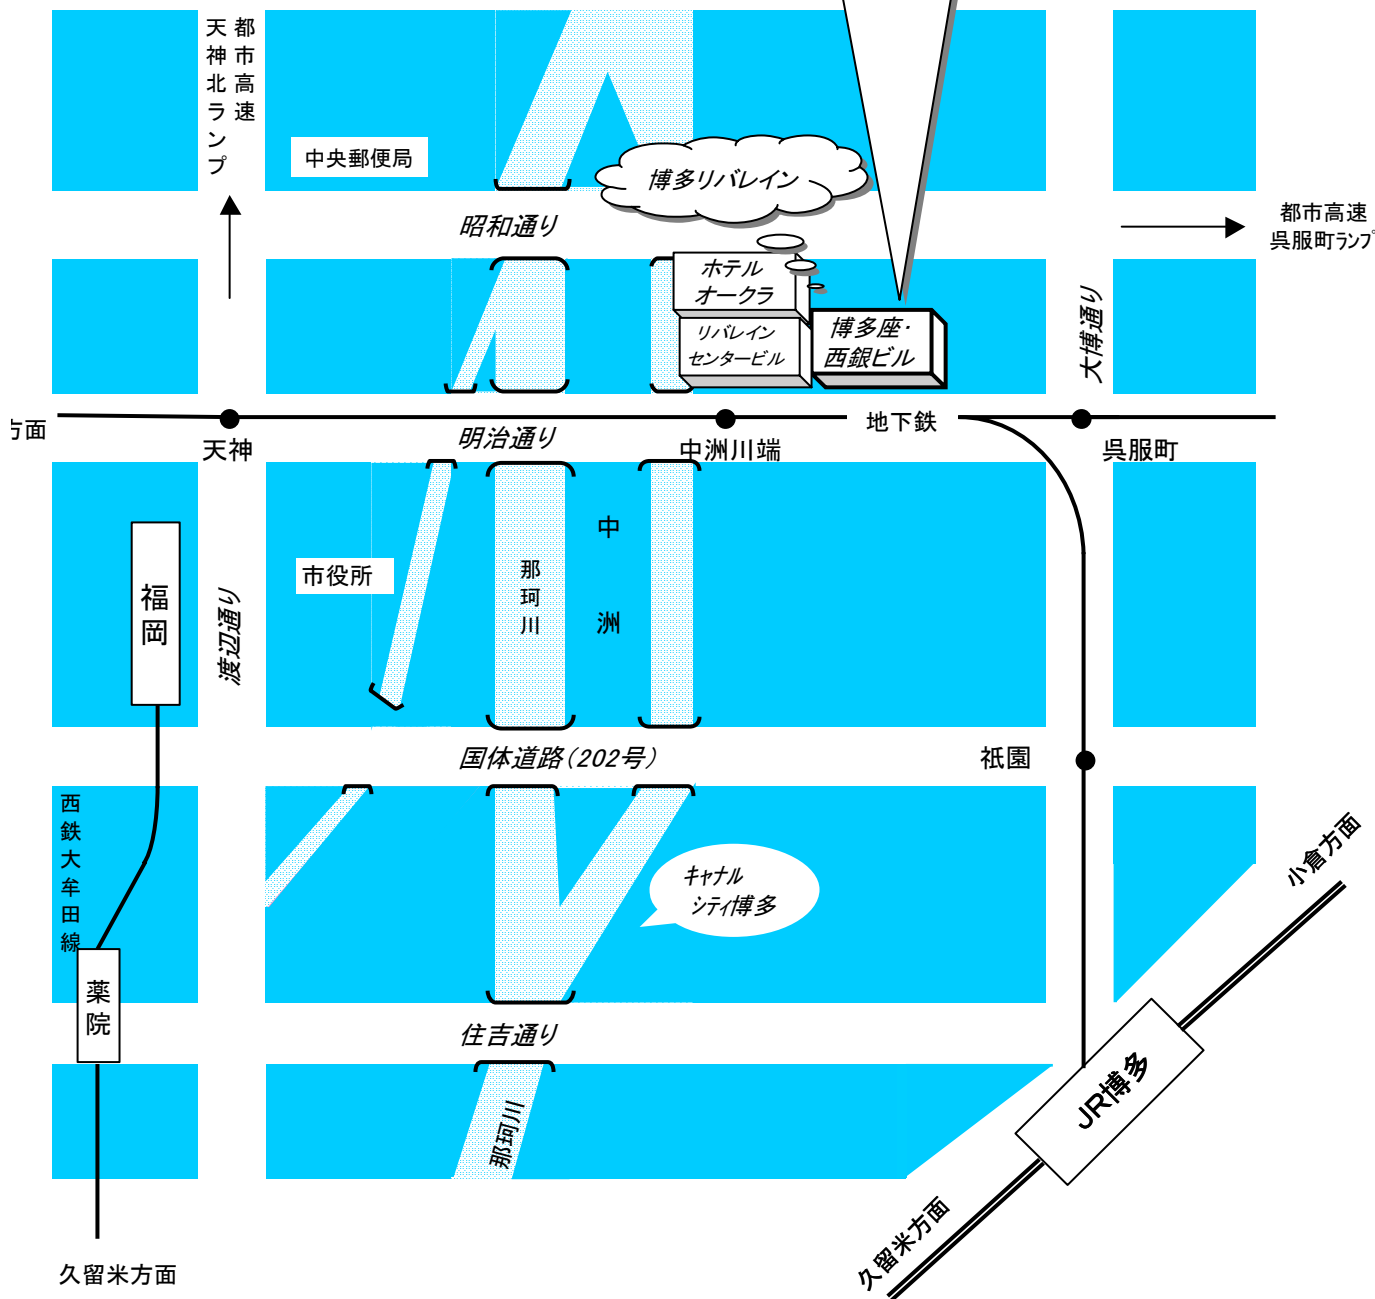 都市高速
天神北ランプ
中央郵便局
博多リバレイン
昭和通り
都市高速
呉服町ランプ
ホテル
オークラ
リバレイン
センタービル
博多座・
西銀ビル
大博通り
方面
天神
明治通り
中洲川端
地下鉄
呉服町
福岡
渡辺通り
市役所
那珂川
中洲
国体道路(202号)
祇園
西鉄大牟田線
キャナル
シティ博多
小倉方面
薬院
住吉通り
JR博多
那珂川
久留米方面
久留米方面